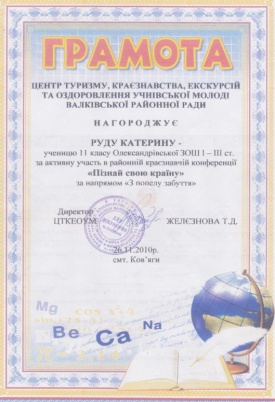 ГРАМОТА
ЦЕНТР ТУРИЗМУ, КРАЄЗНАВСТВА, ЕКСКУРСІЙ
ТА ОЗДОРОВЛЕННЯ УЧНІВСЬКОЇ МОЛОДІ
ВАЛКІВСЬКОЇ РАЙОННОЇ РАДИ
НАГОРОДЖУЄ
РУДУ КАТЕРИНУ -
ученицю 11 класу Олександрівської ЗОШ І – ІІІ ст.
за активну участь в районній краєзнавчій конференції
«Пізнай свою країну»
за напрямом «З попелу забуття»
Директор
ЦТКЕОУМ
ЖЕЛЄЗНОВА Т.Д.
26.11.2010р.
смт. Ков'яги
Mg
Be Ca Na